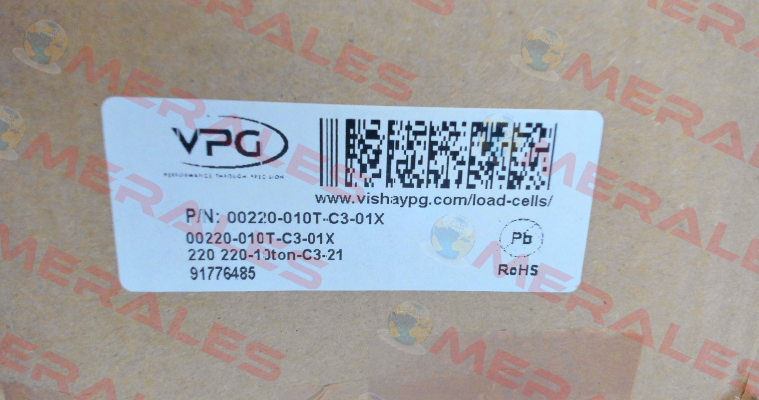 VPG
PERFORMANCE THROUGH PRECISION
www.vishaypg.com/load-cells/
P/N: 00220-010T-C3-01X
00220-010T-C3-01X
220 220-10ton-C3-21
91776485
Pb
RoHS
MERALES
MERALES
MERALES
MERALES
MERALES
MERALES